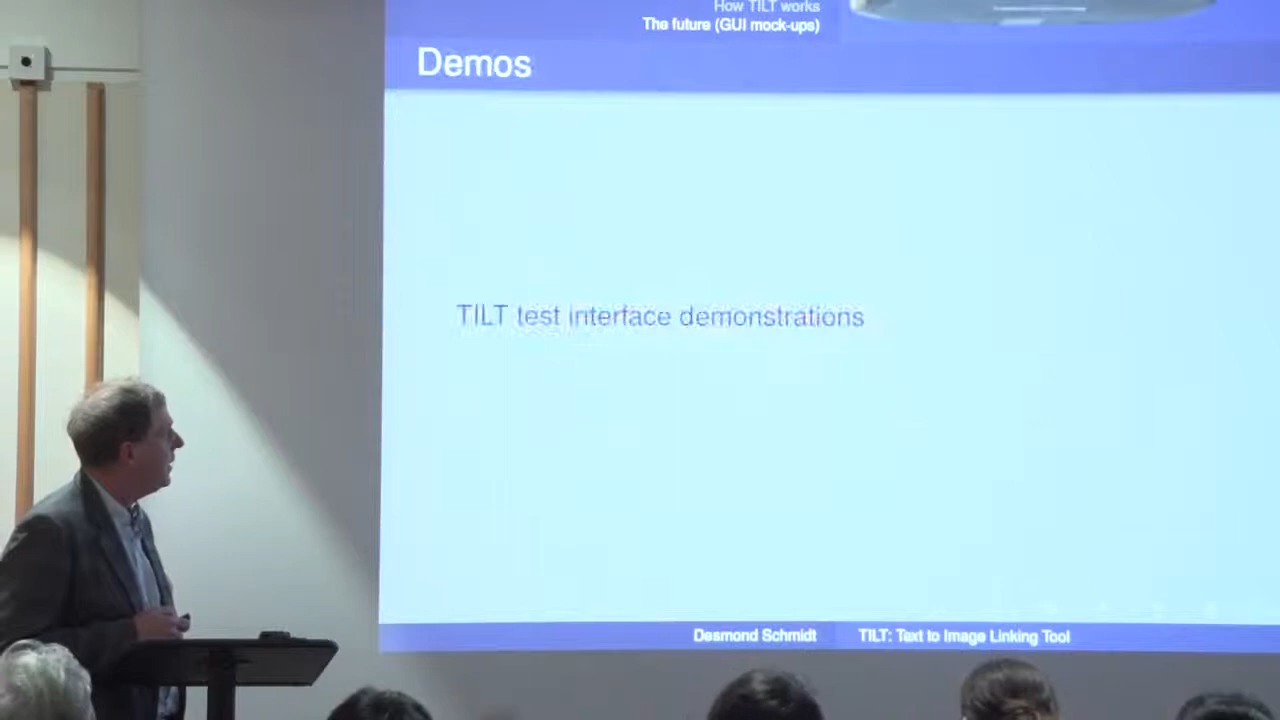 How TILT works
The future (GUI mock-ups)
Demos
TILT test interface demonstrations
Desmond Schmidt TILT: Text to Image Linking Tool